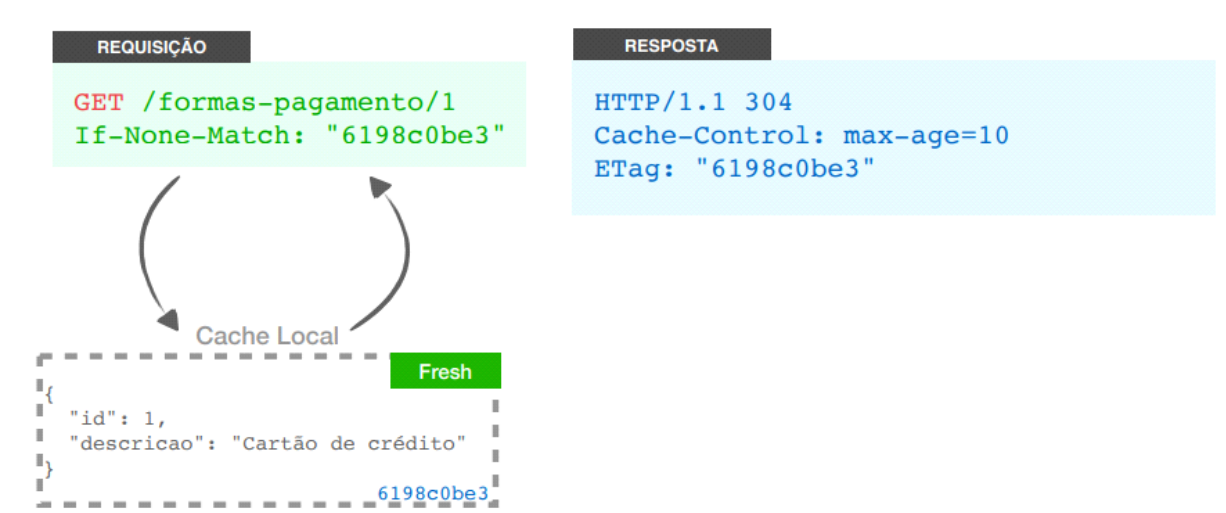 REQUISIÇÃO
GET /formas-pagamento/1
If-None-Match: "6198c0be3"
RESPOSTA
HTTP/1.1 304
Cache-Control: max-age=10
ETag: "6198c0be3"
Cache Local
Fresh
{
"id": 1,
"descricao": "Cartão de crédito"
}
6198c0be3